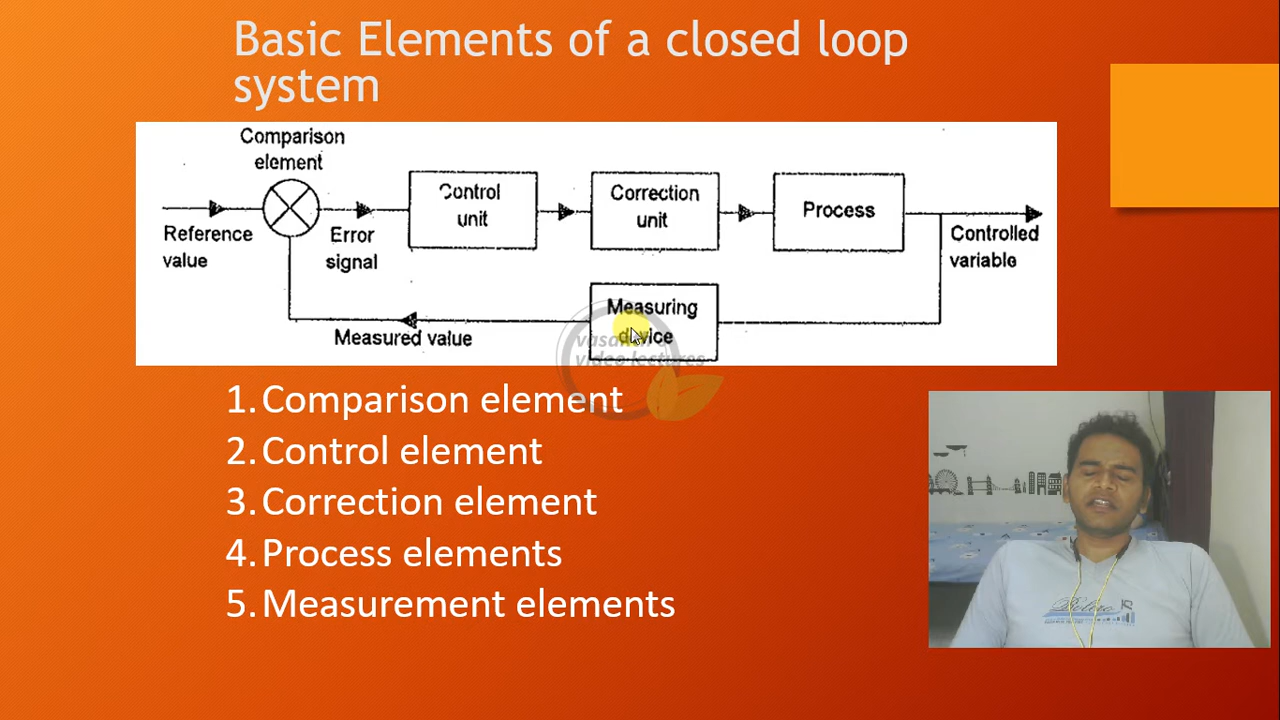 Basic Elements of a closed loop
system
Comparison
element
Reference
value
Error
signal
Control
unit
Correction
unit
Process
Controlled
variable
Measuring
device
Measured value
video lectures
1. Comparison element
2. Control element
3. Correction element
4. Process elements
5. Measurement elements